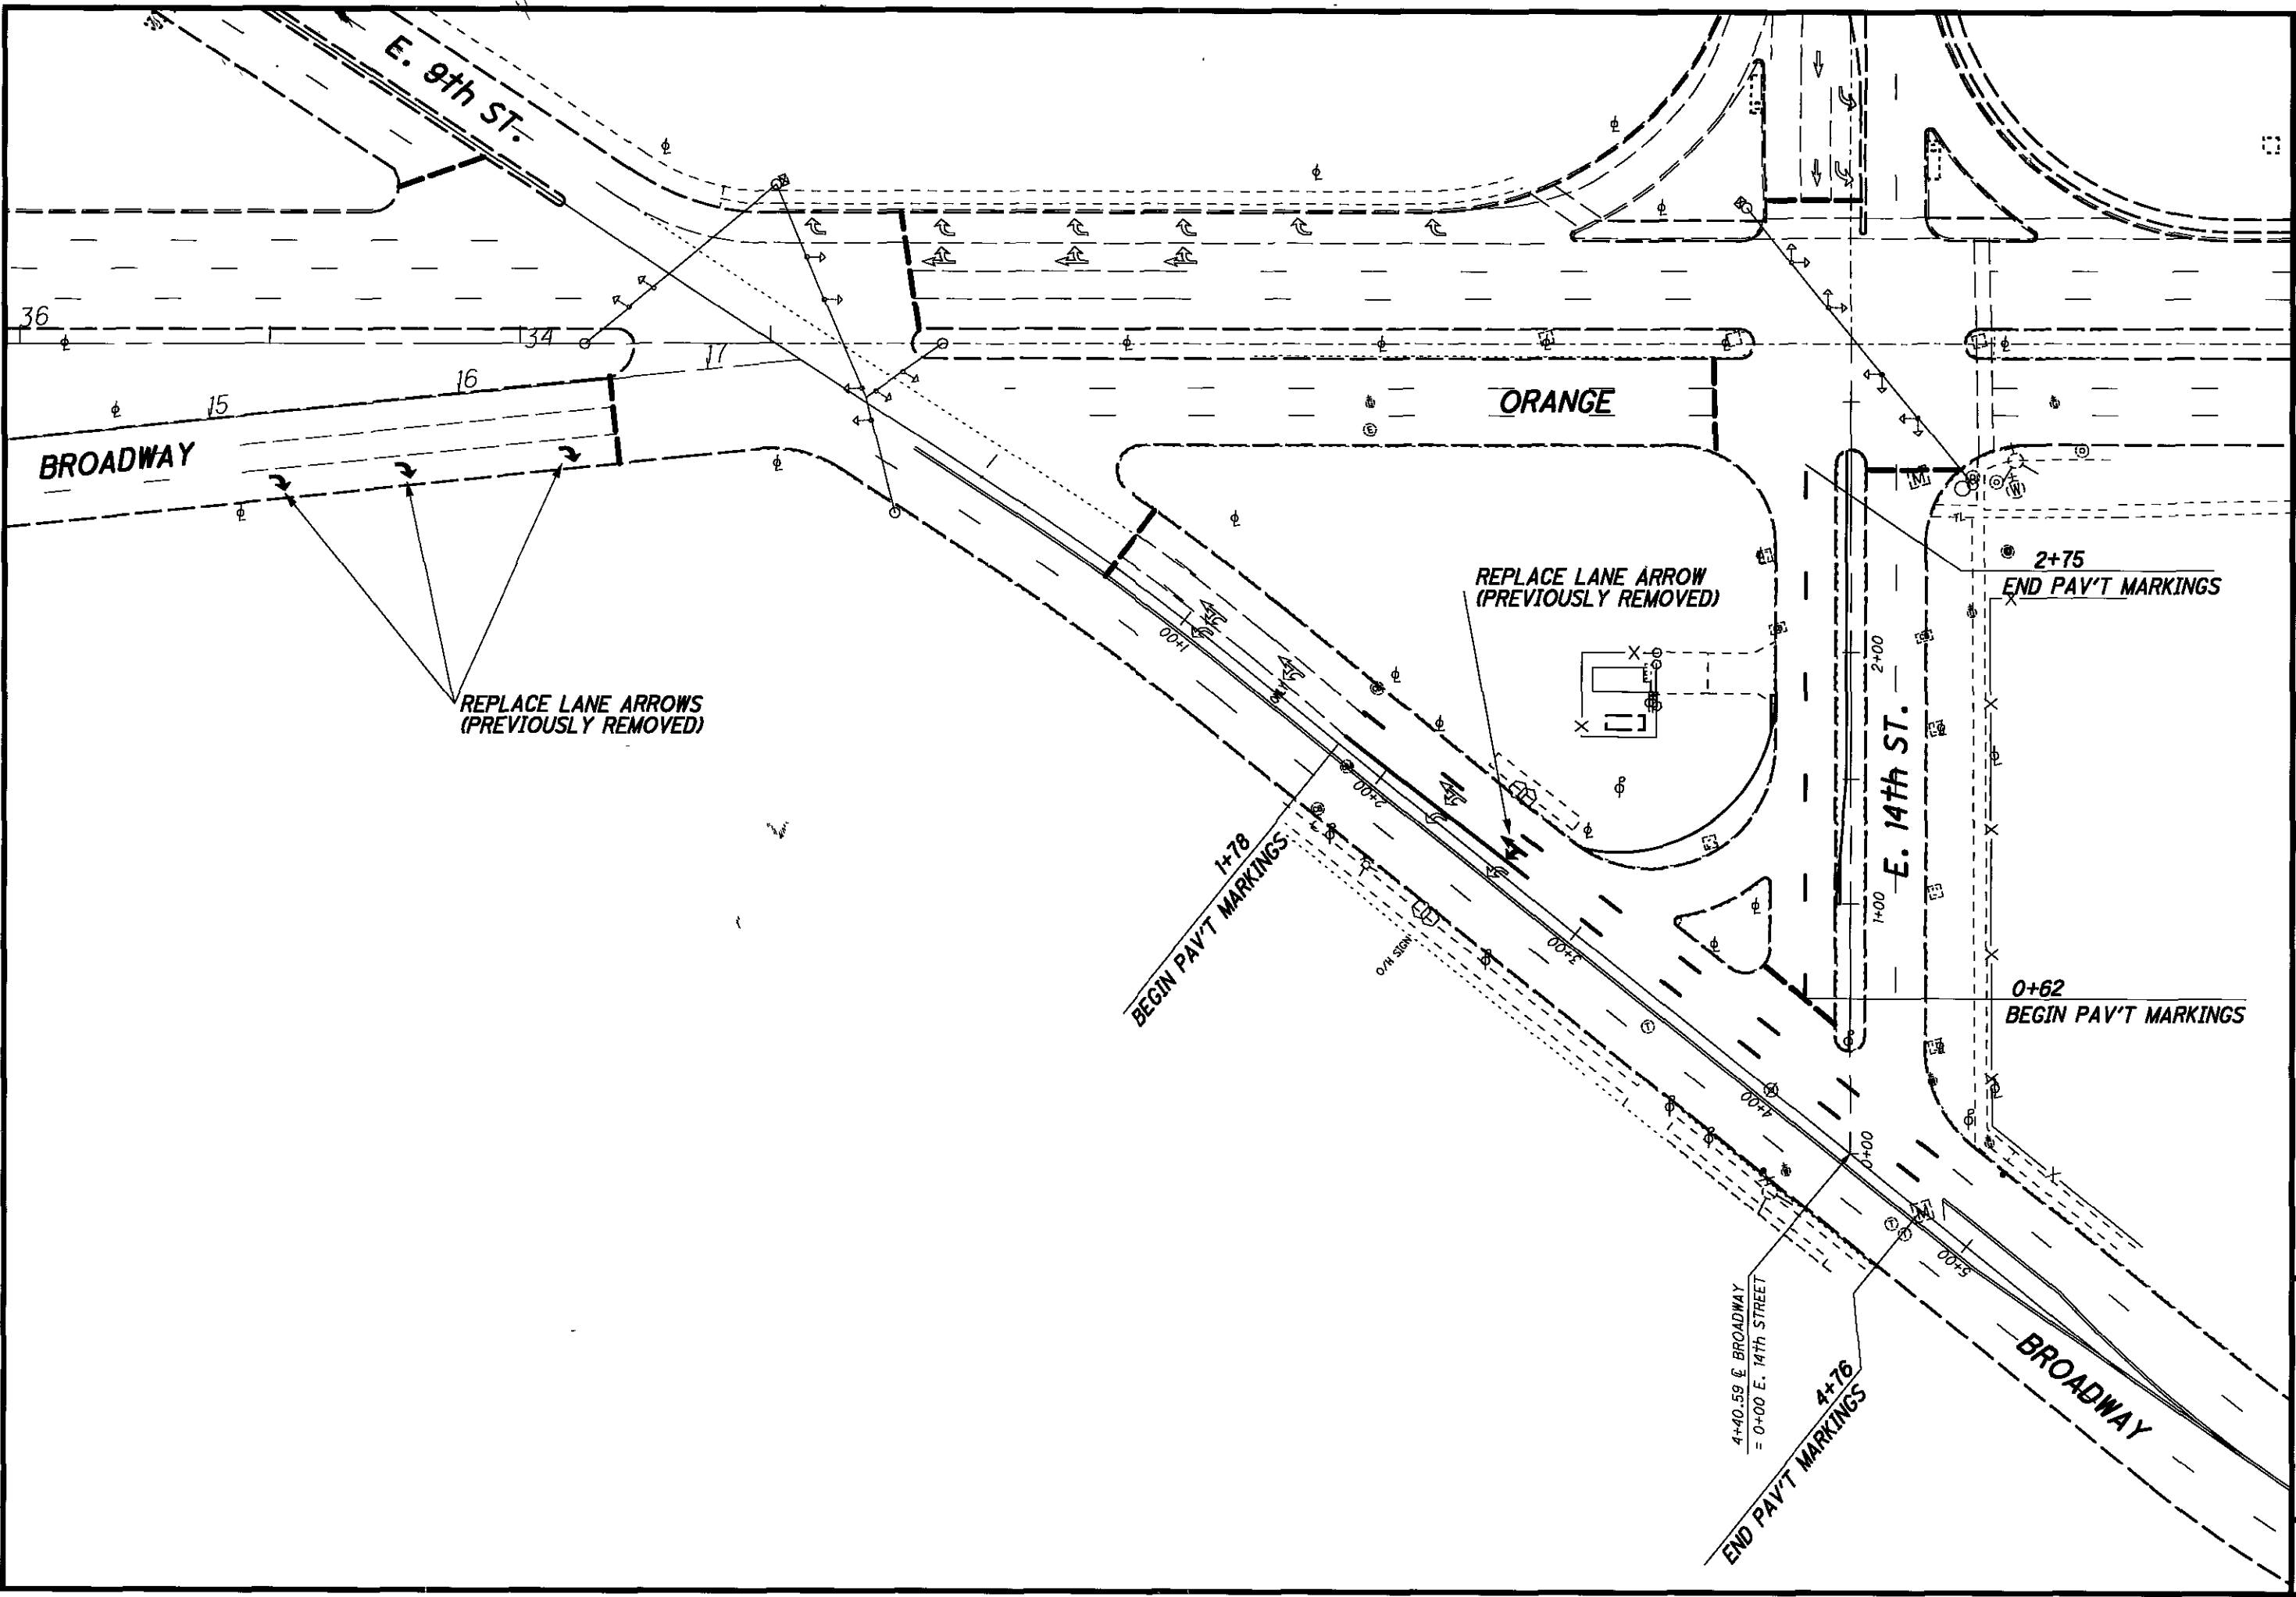 E. 9th ST.
36
34
17
16
15
BROADWAY
ORANGE
M
W
E
TL
2+75
END PAV'T MARKINGS
REPLACE LANE ARROW
(PREVIOUSLY REMOVED)
REPLACE LANE ARROWS
(PREVIOUSLY REMOVED)
1+00
ONLY
2+00
2+00
E. 14th ST.
1+00
1+78
BEGIN PAV'T MARKINGS
O/H SIGN
3+00
T
0+62
BEGIN PAV'T MARKINGS
4+00
0+00
M
T
T
5+00
4+40.59 ℄ BROADWAY
= 0+00 E. 14th STREET
4+76
END PAV'T MARKINGS
BROADWAY